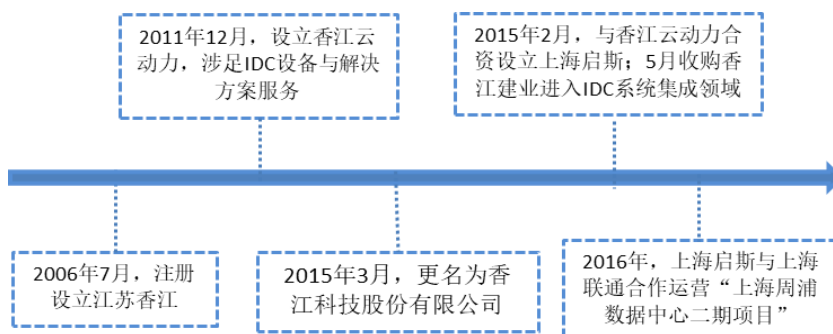 2011年12月，设立香江云
动力，涉足IDC设备与解决
方案服务
2015年2月，与香江云动力合
资设立上海启斯；5月收购香
江建业进入IDC系统集成领域
2006年7月，注册
设立江苏香江
2015年3月，更名为香
江科技股份有限公司
2016年，上海启斯与上海
联通合作运营“上海周浦
数据中心二期项目”